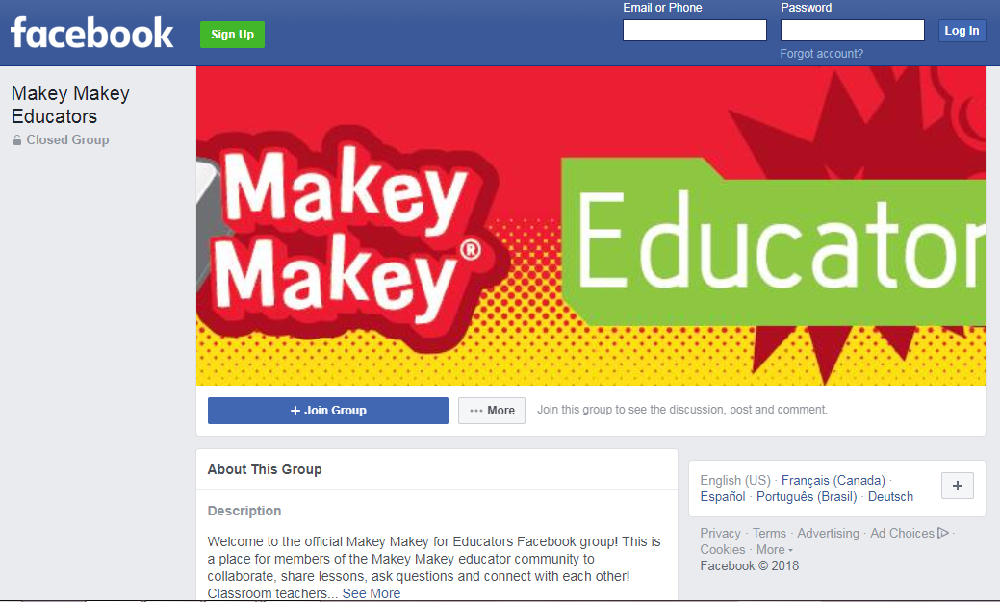 facebook
Sign Up
Email or Phone
Password
Log In
Forgot account?
Makey Makey
Educators
Closed Group
Makey
Makey®
Educator
+ Join Group
··· More
Join this group to see the discussion, post and comment.
About This Group
Description
Welcome to the official Makey Makey for Educators Facebook group! This is
a place for members of the Makey Makey educator community to
collaborate, share lessons, ask questions and connect with each other!
Classroom teachers... See More
English (US) · Français (Canada) ·
Español · Português (Brasil) · Deutsch
+
Privacy · Terms · Advertising · Ad Choices ·
Cookies · More
Facebook © 2018